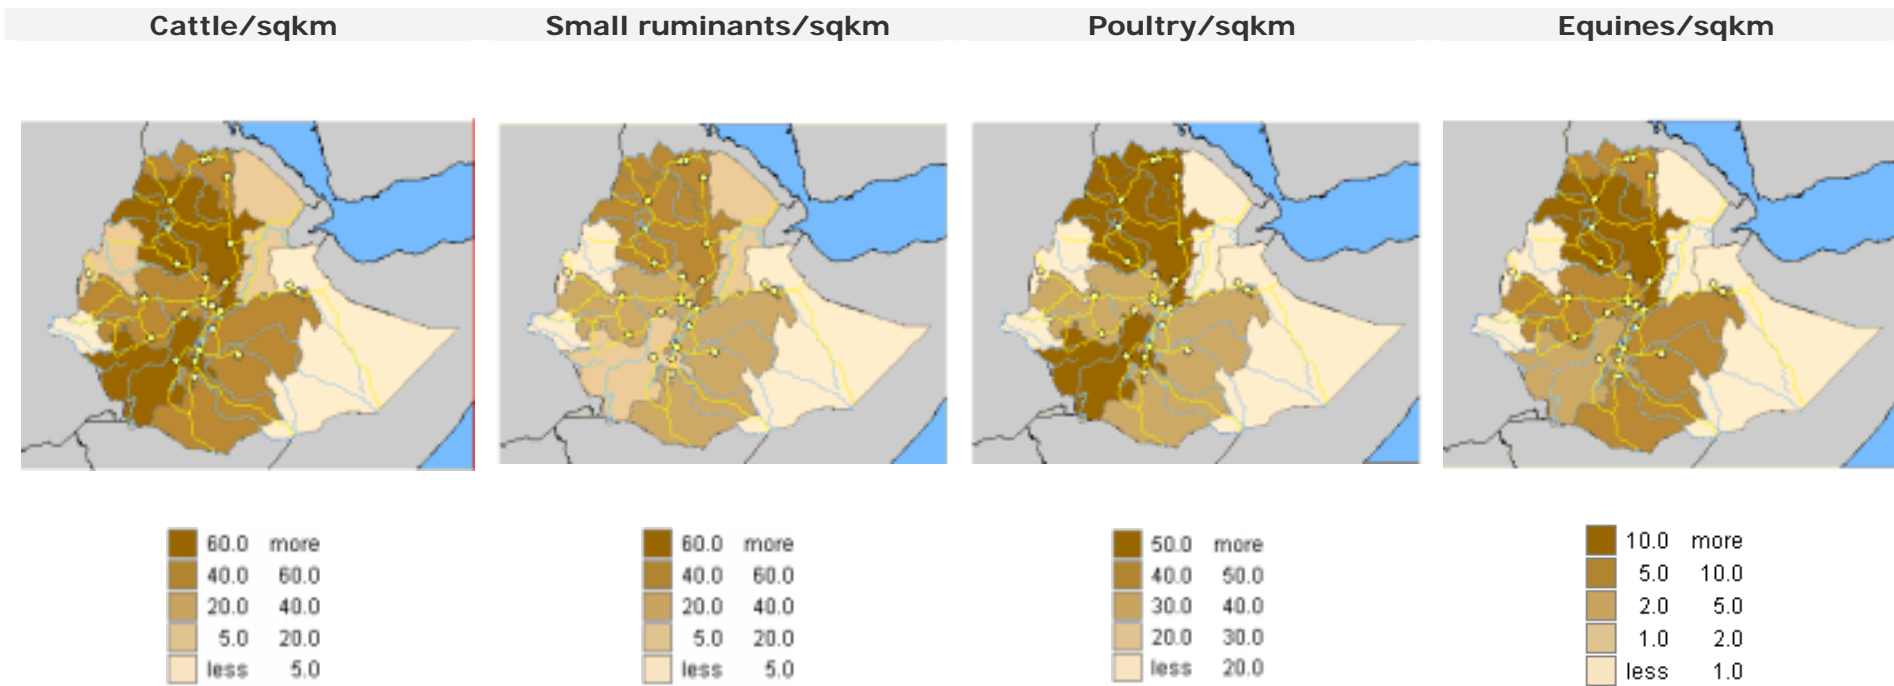 Cattle/sqkm
Small ruminants/sqkm
Poultry/sqkm
Equines/sqkm
60.0 more
40.0 60.0
20.0 40.0
5.0 20.0
less 5.0
60.0 more
40.0 60.0
20.0 40.0
5.0 20.0
less 5.0
50.0 more
40.0 50.0
30.0 40.0
20.0 30.0
less 20.0
10.0 more
5.0 10.0
2.0 5.0
1.0 2.0
less 1.0